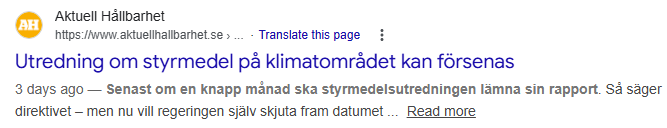 AH
Aktuell Hållbarhet
https://www.aktuellhallbarhet.se › ... · Translate this page
Utredning om styrmedel på klimatområdet kan försenas
3 days ago — Senast om en knapp månad ska styrmedelsutredningen lämna sin rapport. Så säger
direktivet – men nu vill regeringen själv skjuta fram datumet ... Read more